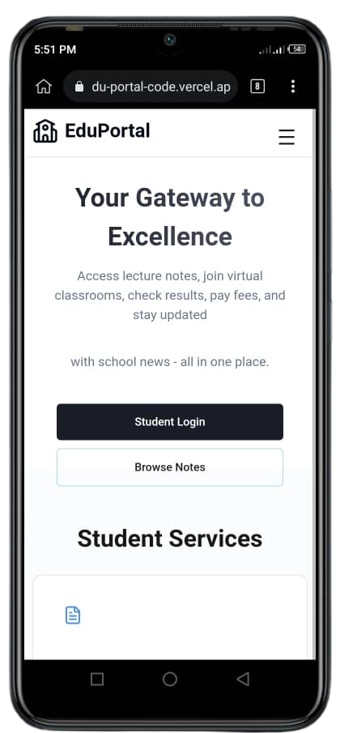 5:51 PM
58
du-portal-code.vercel.ap
8
EduPortal
Your Gateway to
Excellence
Access lecture notes, join virtual
classrooms, check results, pay fees, and
stay updated
with school news - all in one place.
Student Login
Browse Notes
Student Services